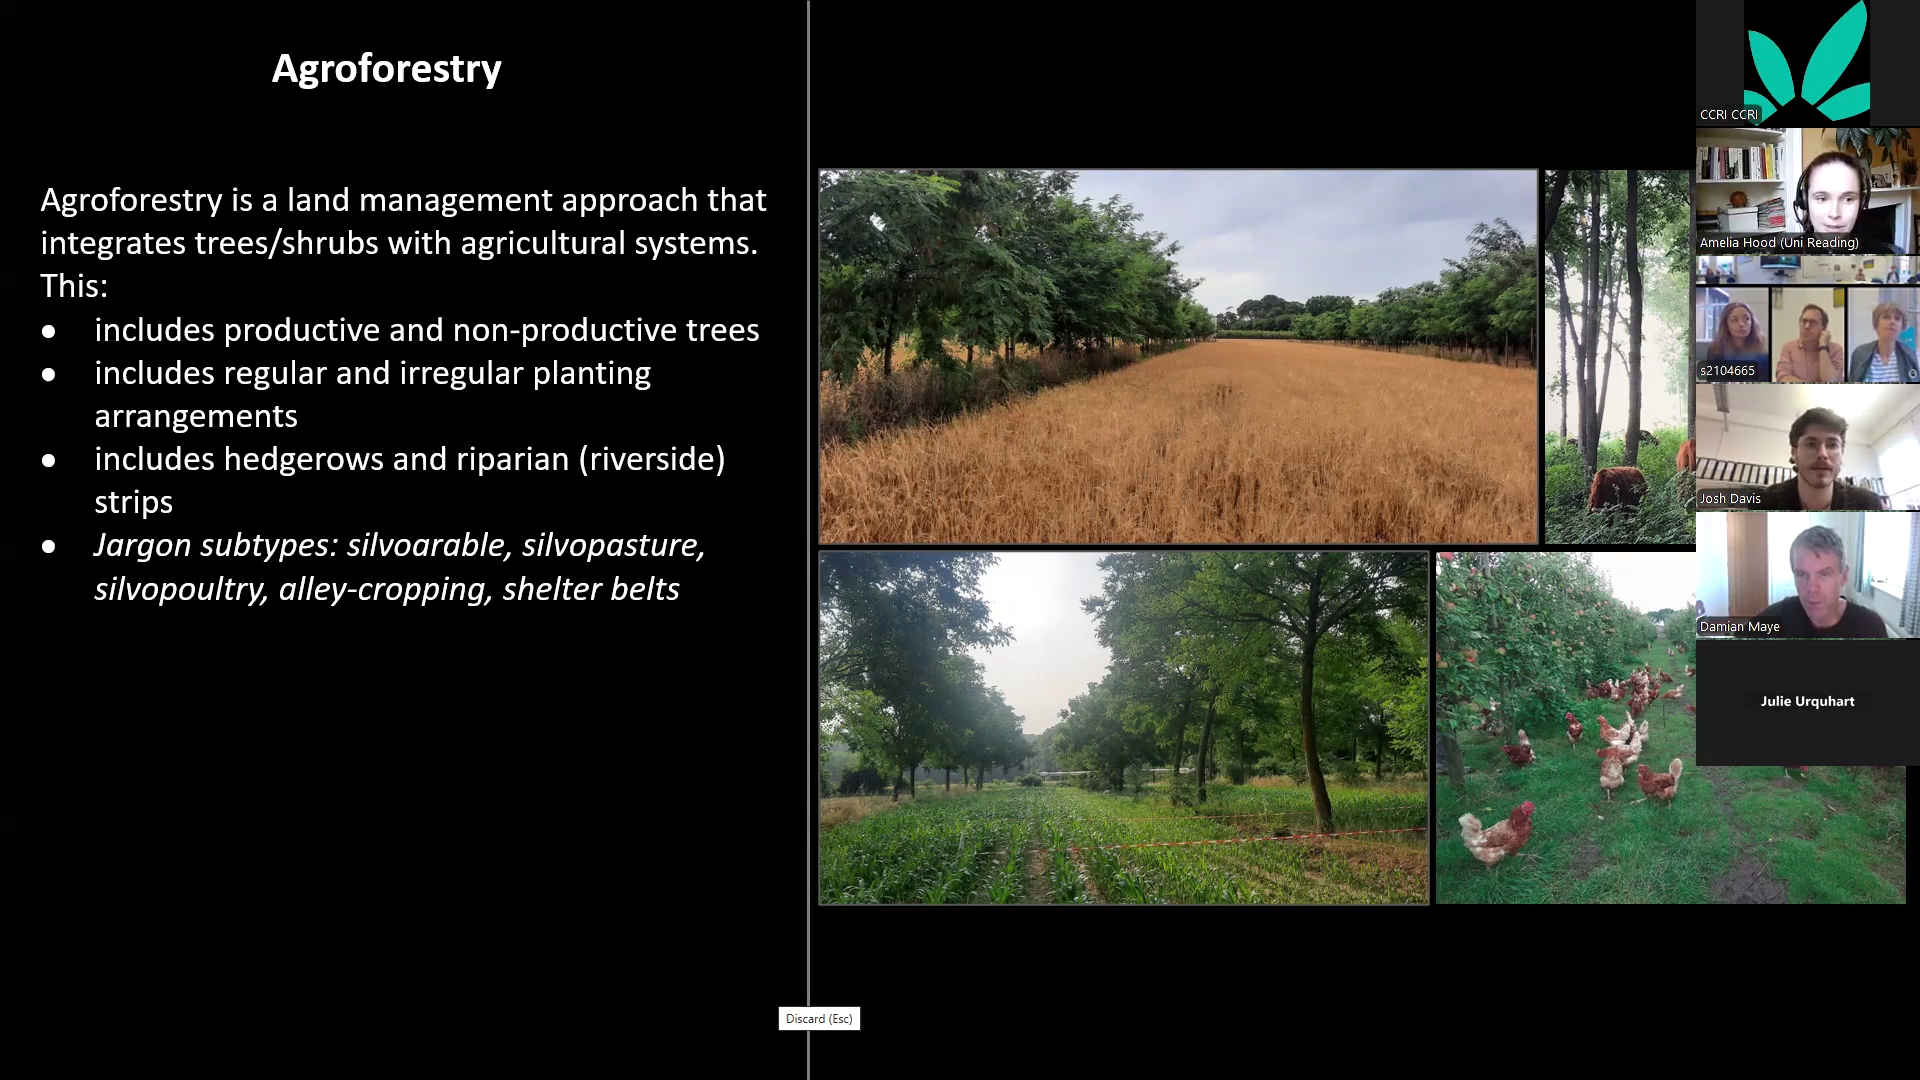 Agroforestry
Agroforestry is a land management approach that
integrates trees/shrubs with agricultural systems.
This:
● includes productive and non-productive trees
● includes regular and irregular planting
arrangements
● includes hedgerows and riparian (riverside)
strips
● Jargon subtypes: silvoarable, silvopasture,
silvopoultry, alley-cropping, shelter belts
Discard (Esc)
CCRI CCRI
Amelia Hood (Uni Reading)
s2104665
Josh Davis
Damian Maye
Julie Urquhart